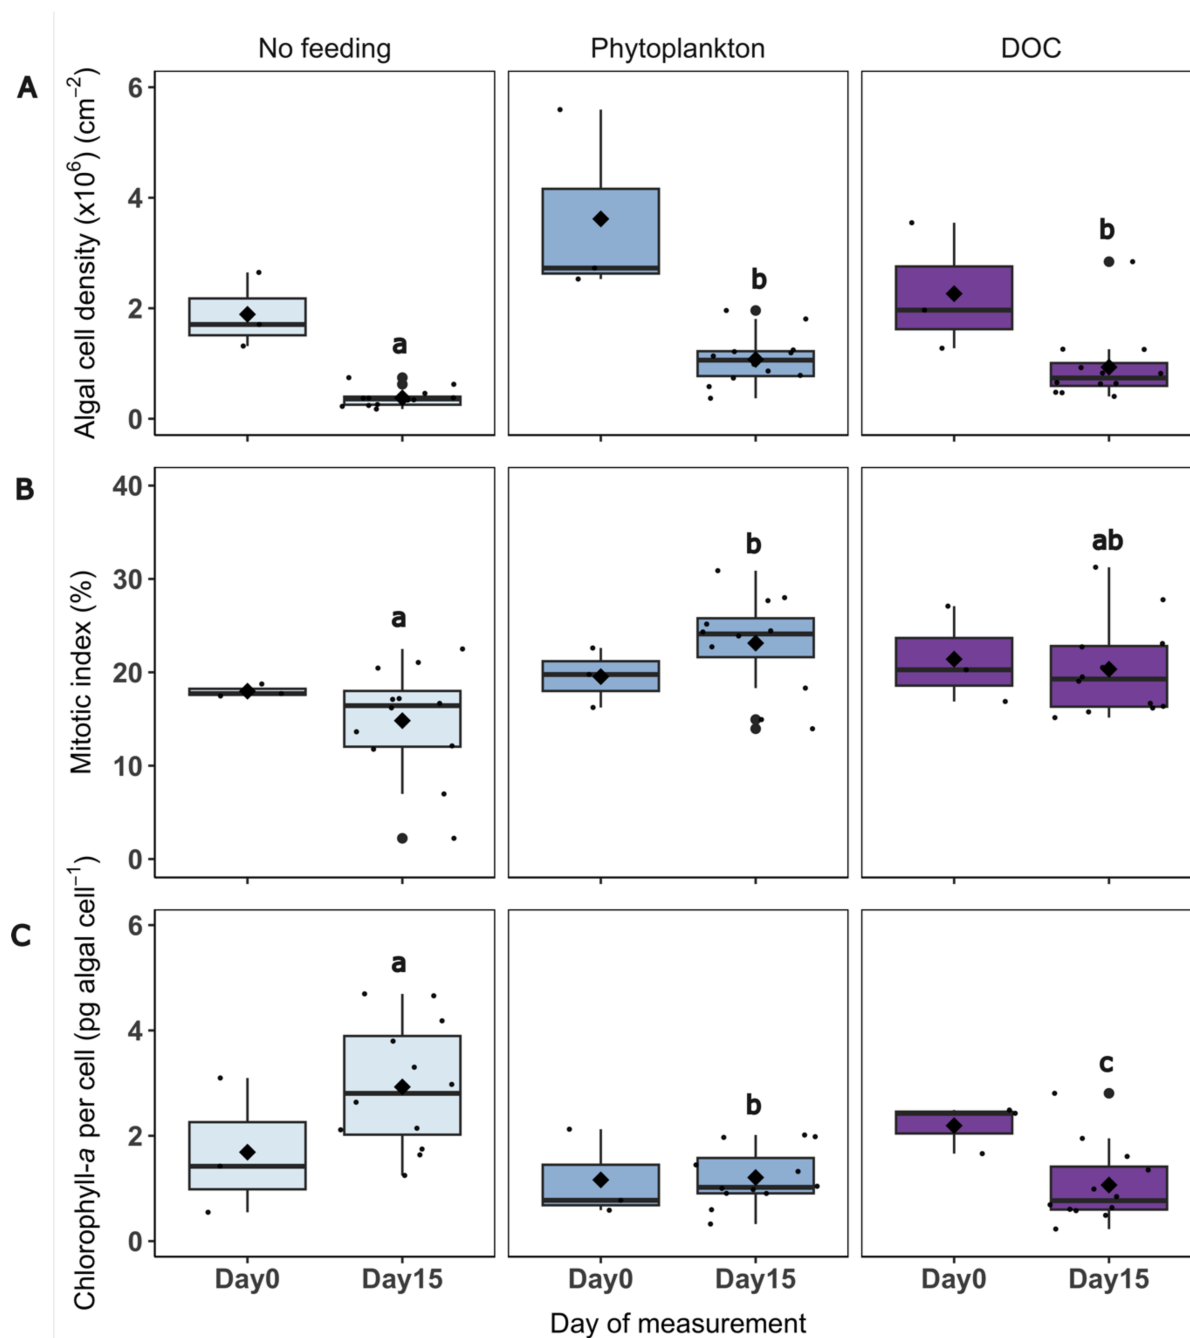 No feeding Phytoplankton DOC
A
Algal cell density (x10⁶) (cm⁻²)
6
4
2
0
a
b
b
B
Mitotic index (%)
40
30
20
10
0
a
b
ab
C
Chlorophyll-a per cell (pg algal cell⁻¹)
6
4
2
0
a
b
c
Day0 Day15 Day0 Day15 Day0 Day15
Day of measurement